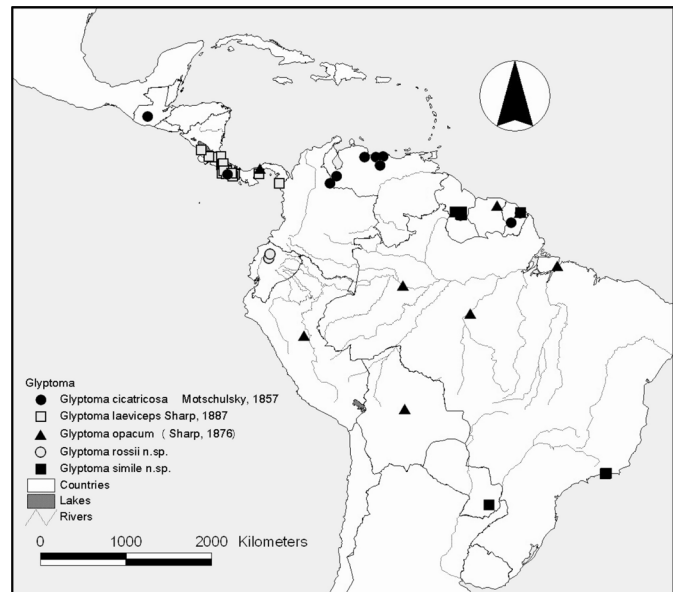 Glyptoma
Glyptoma cicatricosa Motschulsky, 1857
Glyptoma laeviceps Sharp, 1887
Glyptoma opacum ( Sharp, 1876)
Glyptoma rossii n.sp.
Glyptoma simile n.sp.
Countries
Lakes
Rivers
0 1000 2000 Kilometers